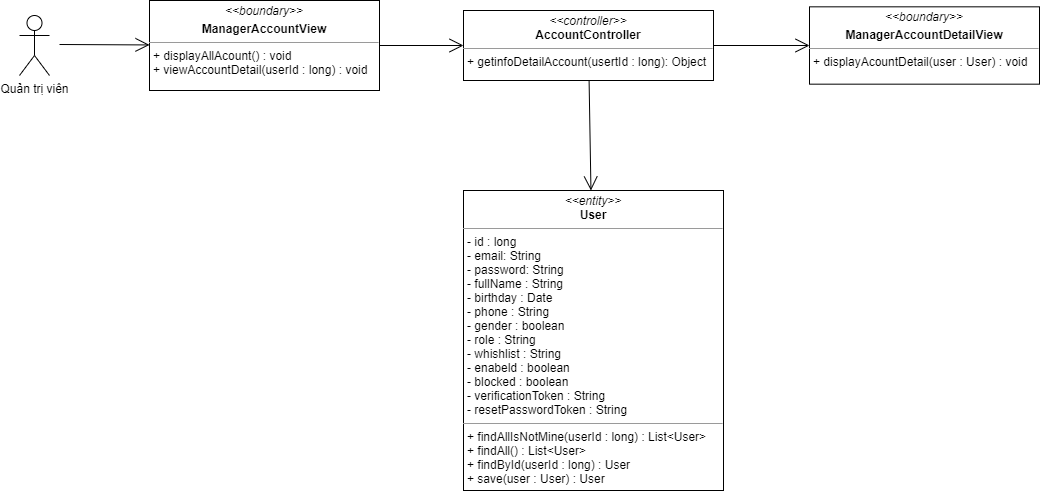 Quản trị viên
<<boundary>>
ManagerAccountView
+ displayAllAcount() : void
+ viewAccountDetail(userId : long) : void
<<controller>>
AccountController
+ getinfoDetailAccount(usertId : long): Object
<<boundary>>
ManagerAccountDetailView
+ displayAcountDetail(user : User) : void
<<entity>>
User
- id : long
- email: String
- password: String
- fullName : String
- birthday : Date
- phone : String
- gender : boolean
- role : String
- whishlist : String
- enabeld : boolean
- blocked : boolean
- verificationToken : String
- resetPasswordToken : String
+ findAllIsNotMine(userId : long) : List<User>
+ findAll() : List<User>
+ findById(userId : long) : User
+ save(user : User) : User